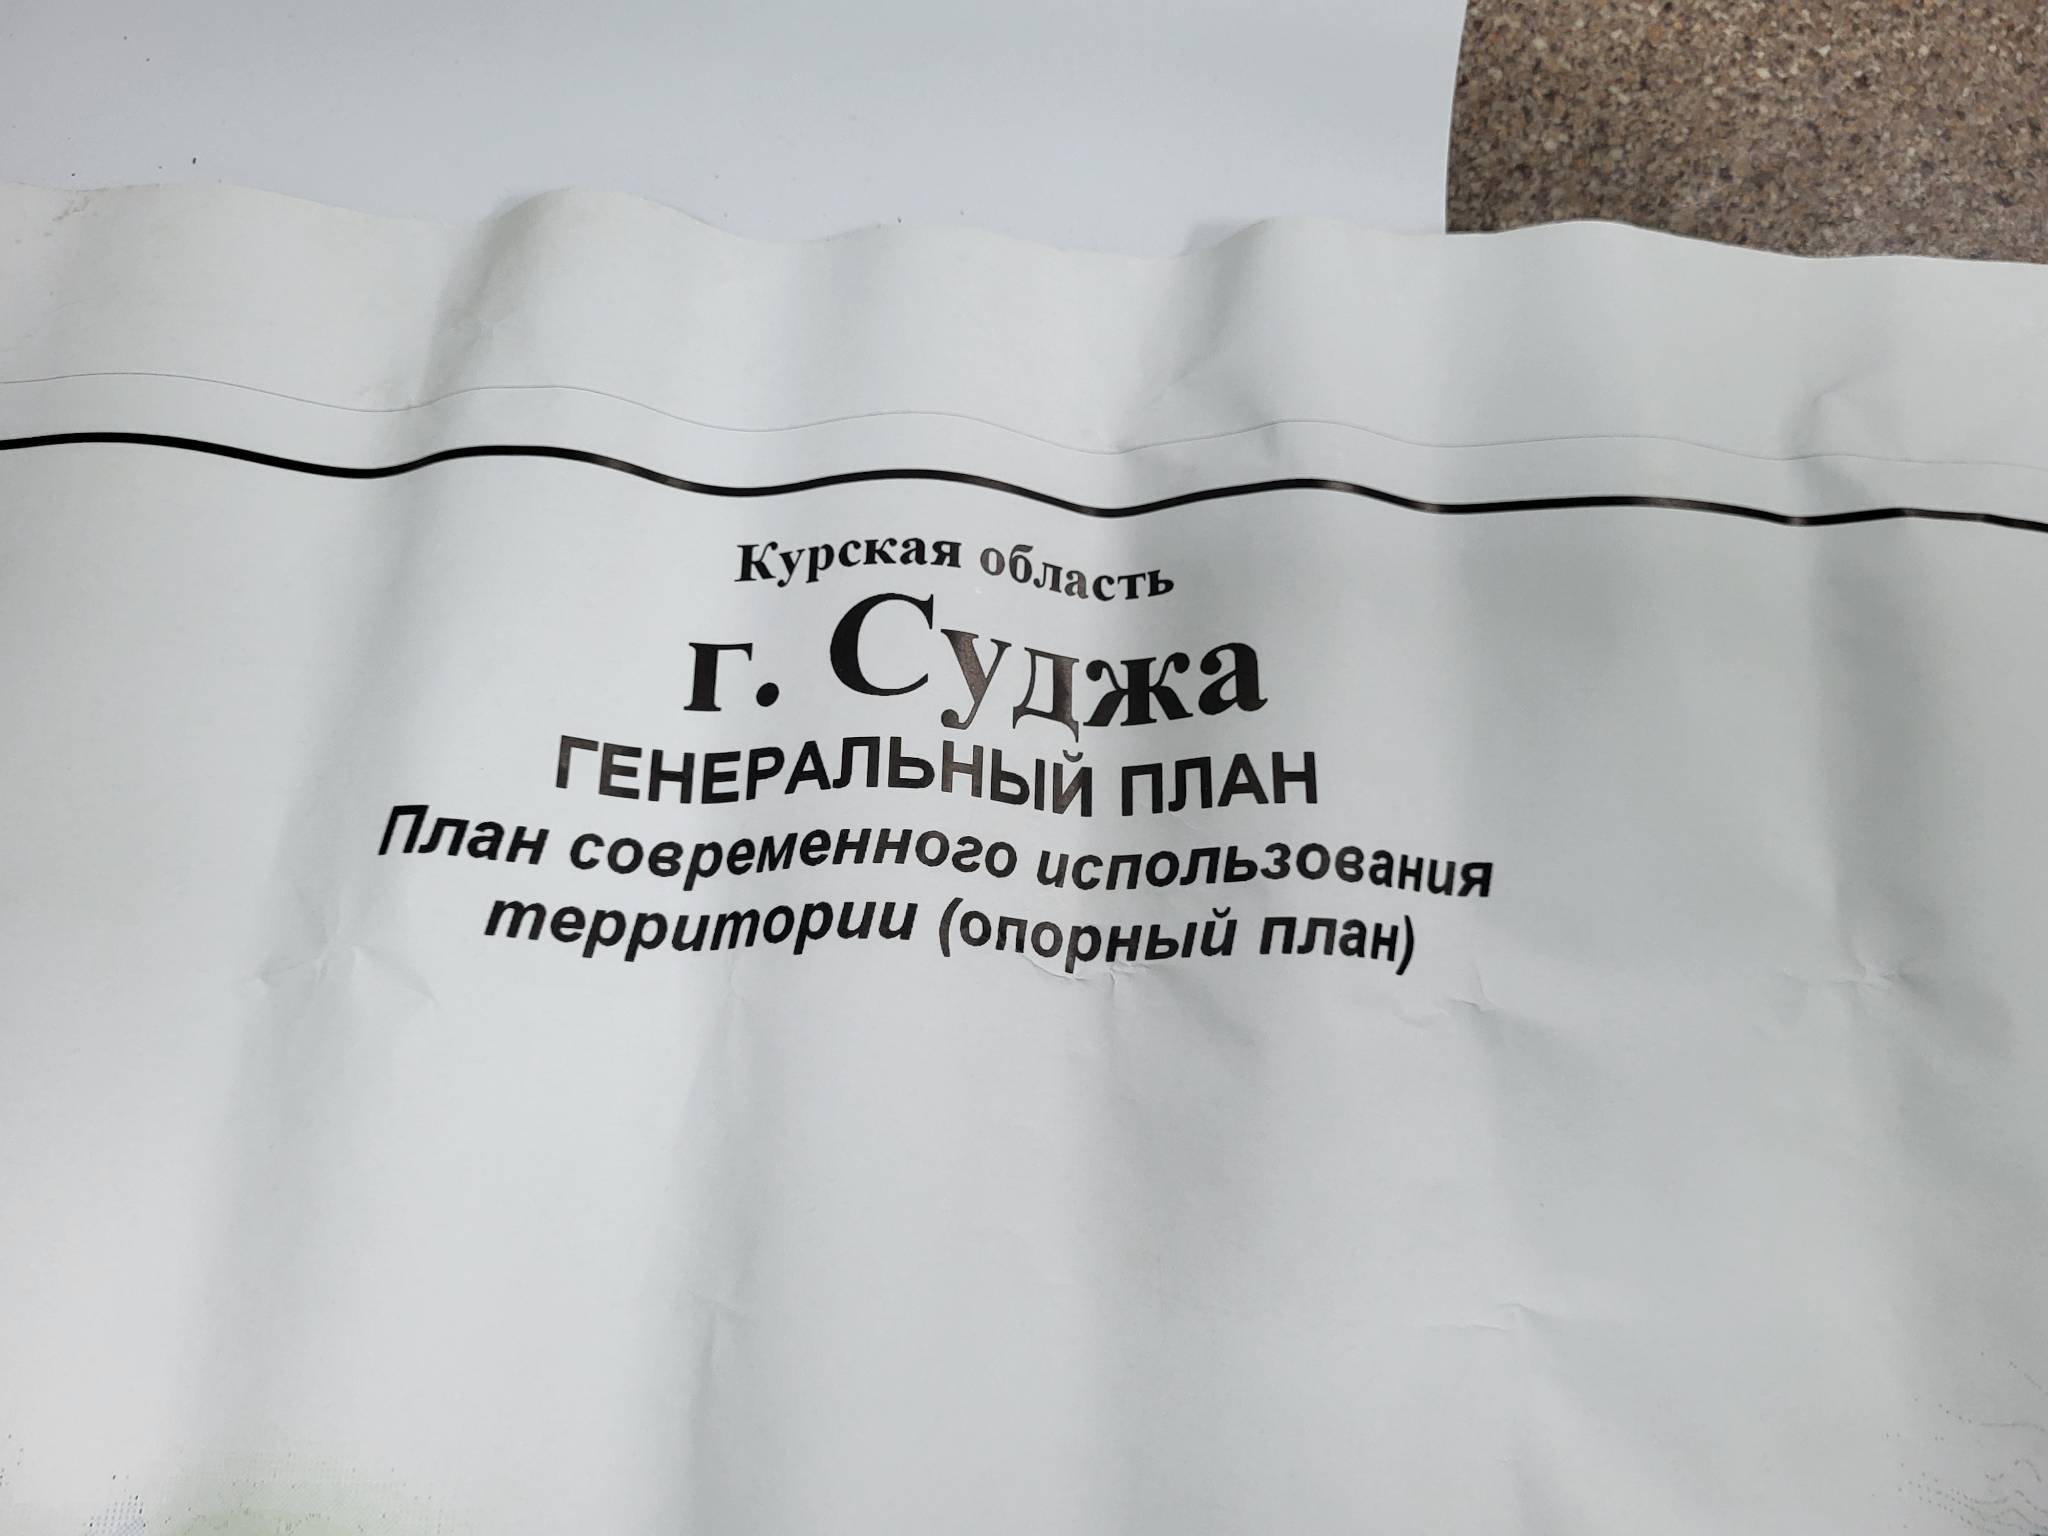 Курская область
г. Суджа
ГЕНЕРАЛЬНЫЙ ПЛАН
План современного использования
территории (опорный план)